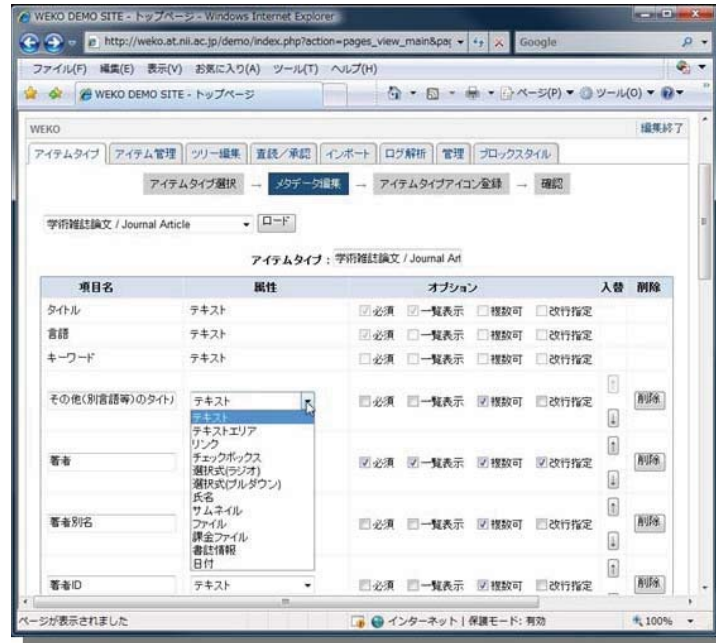 WEKO DEMO SITE - トップページ - Windows Internet Explorer
http://weko.at.nii.ac.jp/demo/index.php?action=pages_view_main&pag Google
ファイル(F) 編集(E) 表示(V) お気に入り(A) ツール(T) ヘルプ(H)
WEKO DEMO SITE - トップページ ページ(P) ツール(O)
WEKO 編集終了
アイテムタイプ アイテム管理 ツリー編集 査読／承認 インポート ログ解析 管理 ブロックスタイル
アイテムタイプ選択 → メタデータ編集 → アイテムタイプアイコン登録 → 確認
学術雑誌論文 / Journal Article ロード
アイテムタイプ : 学術雑誌論文 / Journal Art
項目名 属性 オプション 入替 削除
タイトル テキスト 必須 一覧表示 複数可 改行指定
言語 テキスト 必須 一覧表示 複数可 改行指定
キーワード テキスト 必須 一覧表示 複数可 改行指定
その他(別言語等)のタイトル テキスト 必須 一覧表示 複数可 改行指定 ↑ ↓ 削除
テキスト
テキストエリア
リンク
チェックボックス
選択式(ラジオ)
選択式(プルダウン)
氏名
サムネイル
ファイル
課金ファイル
書誌情報
日付
著者 必須 一覧表示 複数可 改行指定 ↑ ↓ 削除
著者別名 必須 一覧表示 複数可 改行指定 ↑ ↓ 削除
著者ID テキスト 必須 一覧表示 複数可 改行指定 ↑ 削除
ページが表示されました インターネット | 保護モード: 有効 100%